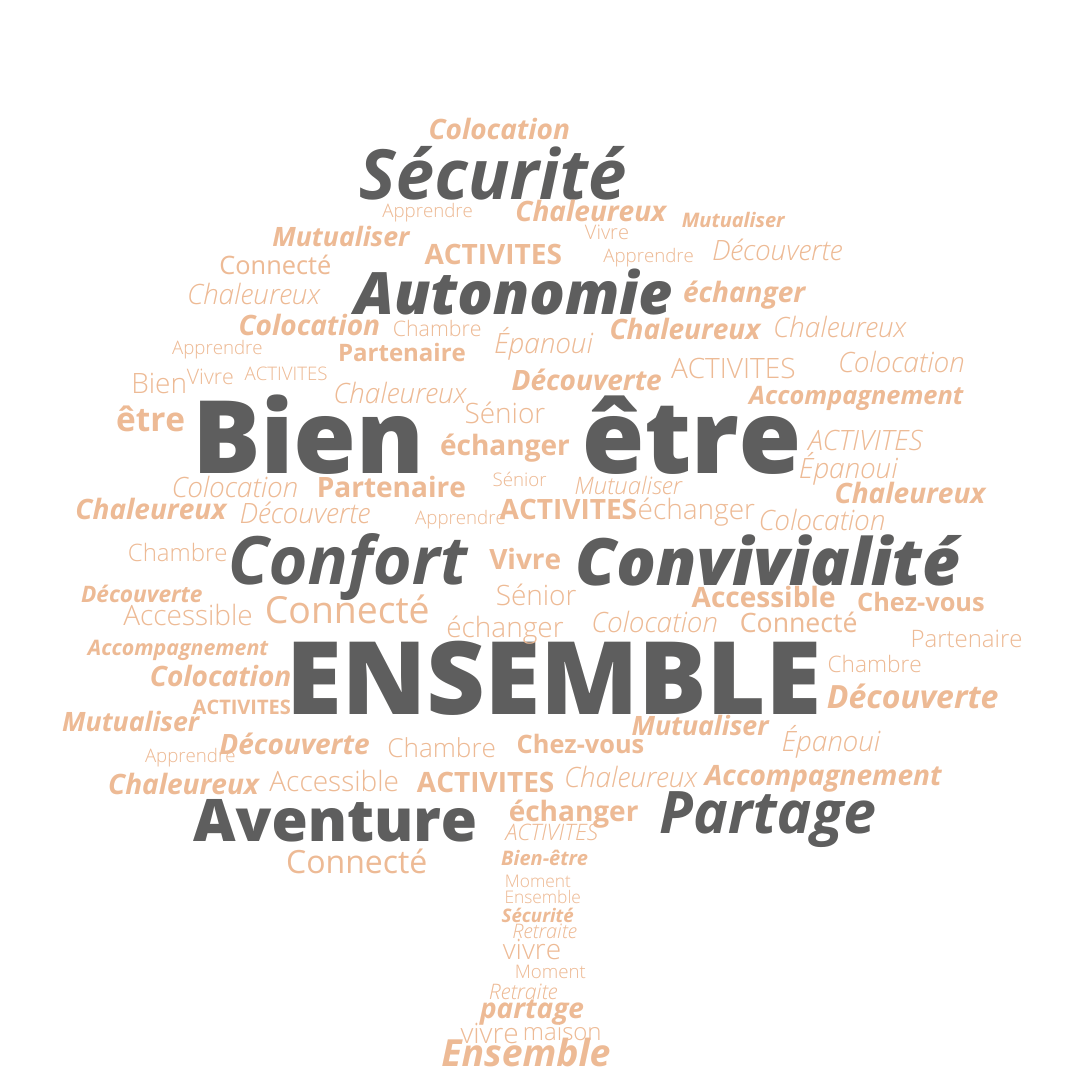 Colocation
Sécurité
Apprendre Chaleureux Mutualiser
Mutualiser ACTIVITES Vivre Apprendre Découverte
Connecté
Chaleureux Autonomie échanger
Colocation Chambre Épanoui Chaleureux Chaleureux
Apprendre Partenaire ACTIVITES Colocation
Bien Vivre ACTIVITES Chaleureux Découverte Accompagnement
être Bien Sénior échanger être ACTIVITES
Épanoui
Colocation Partenaire Sénior Mutualiser Chaleureux
Chaleureux Découverte Apprendre ACTIVITES échanger Colocation
Chambre Confort Vivre Convivialité
Découverte Sénior Accessible Chez-vous
Accessible Connecté échanger Colocation Connecté
Partenaire
Accompagnement
Colocation ENSEMBLE Chambre
ACTIVITES Découverte
Mutualiser Mutualiser
Apprendre Découverte Chambre Chez-vous Épanoui
Chaleureux Accessible ACTIVITES Chaleureux Accompagnement
Aventure échanger Partage
ACTIVITES
Connecté Bien-être
Moment
Ensemble
Sécurité
Retraite
vivre
Moment
Retraite
partage
vivre maison
Ensemble